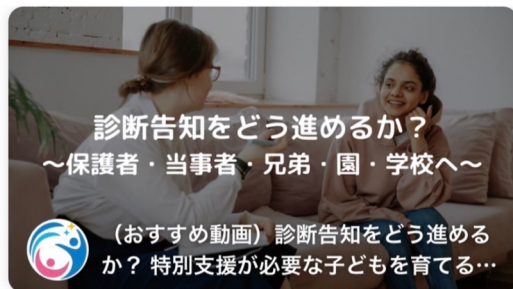 診断告知をどう進めるか？
〜保護者・当事者・兄弟・園・学校へ〜
（おすすめ動画）診断告知をどう進める
か？ 特別支援が必要な子どもを育てる…